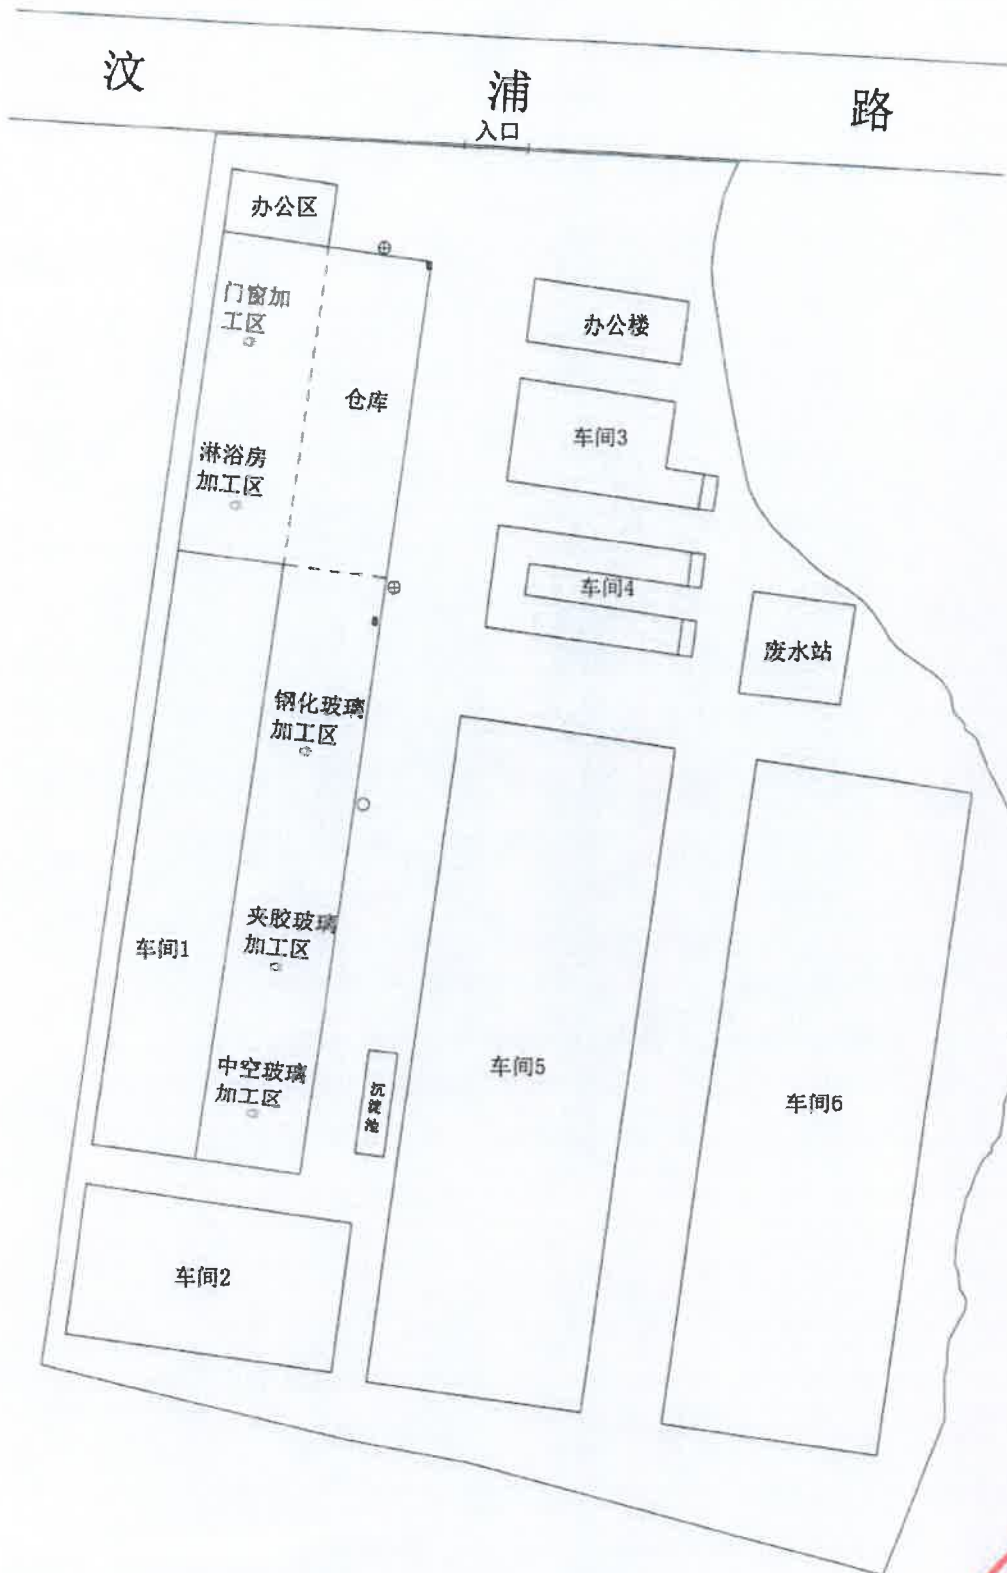 汶 浦 路
入口
办公区
门窗加
工区
仓库
淋浴房
加工区
办公楼
车间3
车间4
废水站
钢化玻璃
加工区
夹胶玻璃
加工区
车间1
中空玻璃
加工区
沉淀池
车间5
车间6
车间2